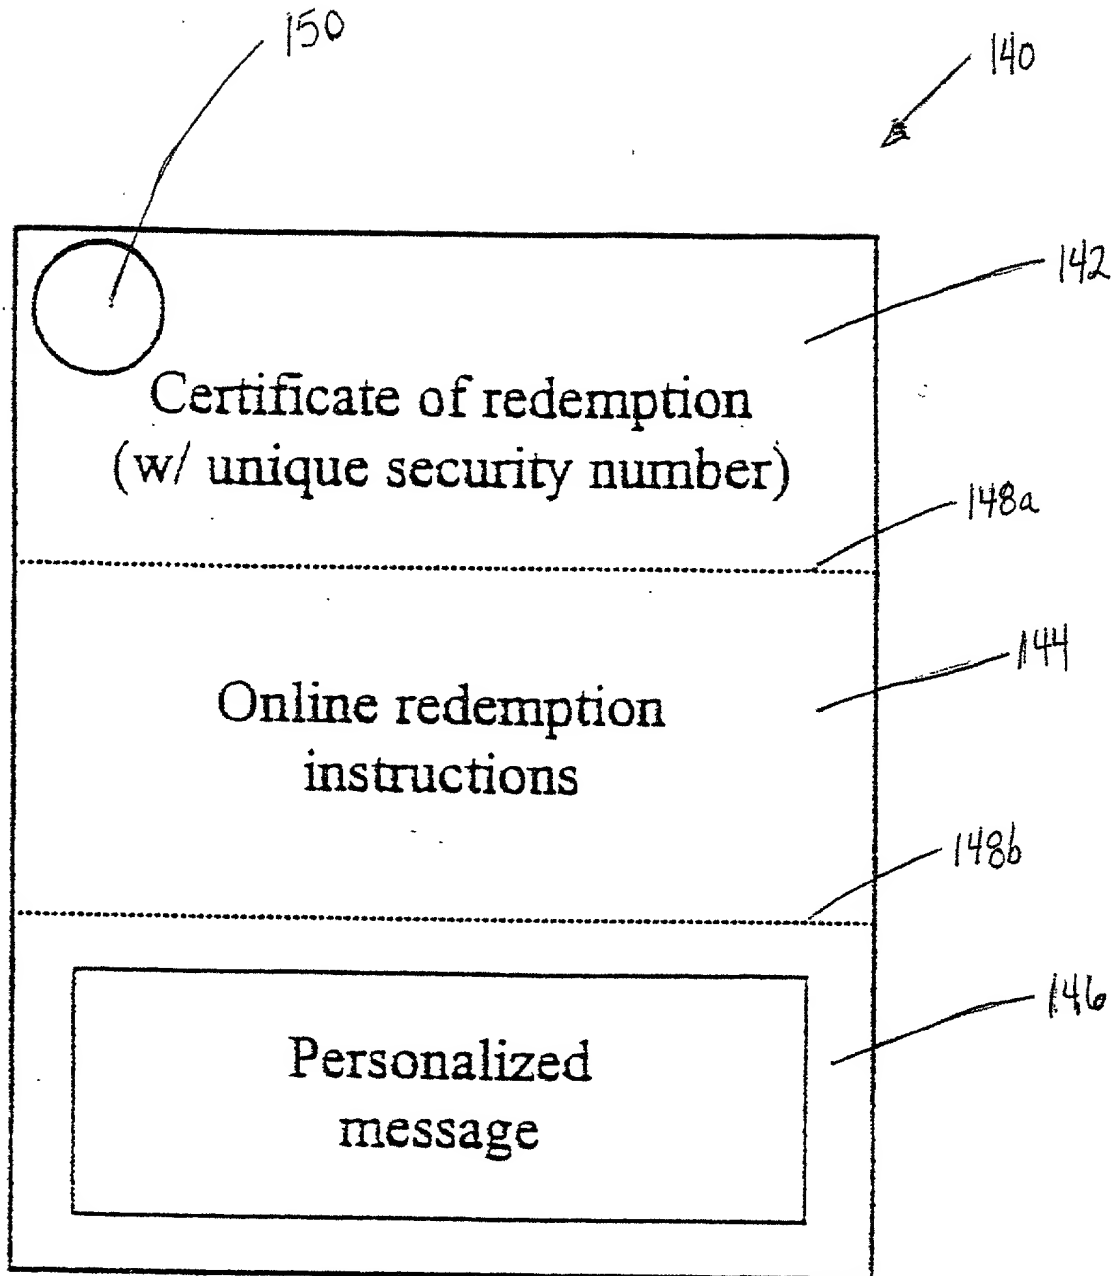 150
140
142
Certificate of redemption
(w/ unique security number)
148a
144
Online redemption
instructions
148b
146
Personalized
message